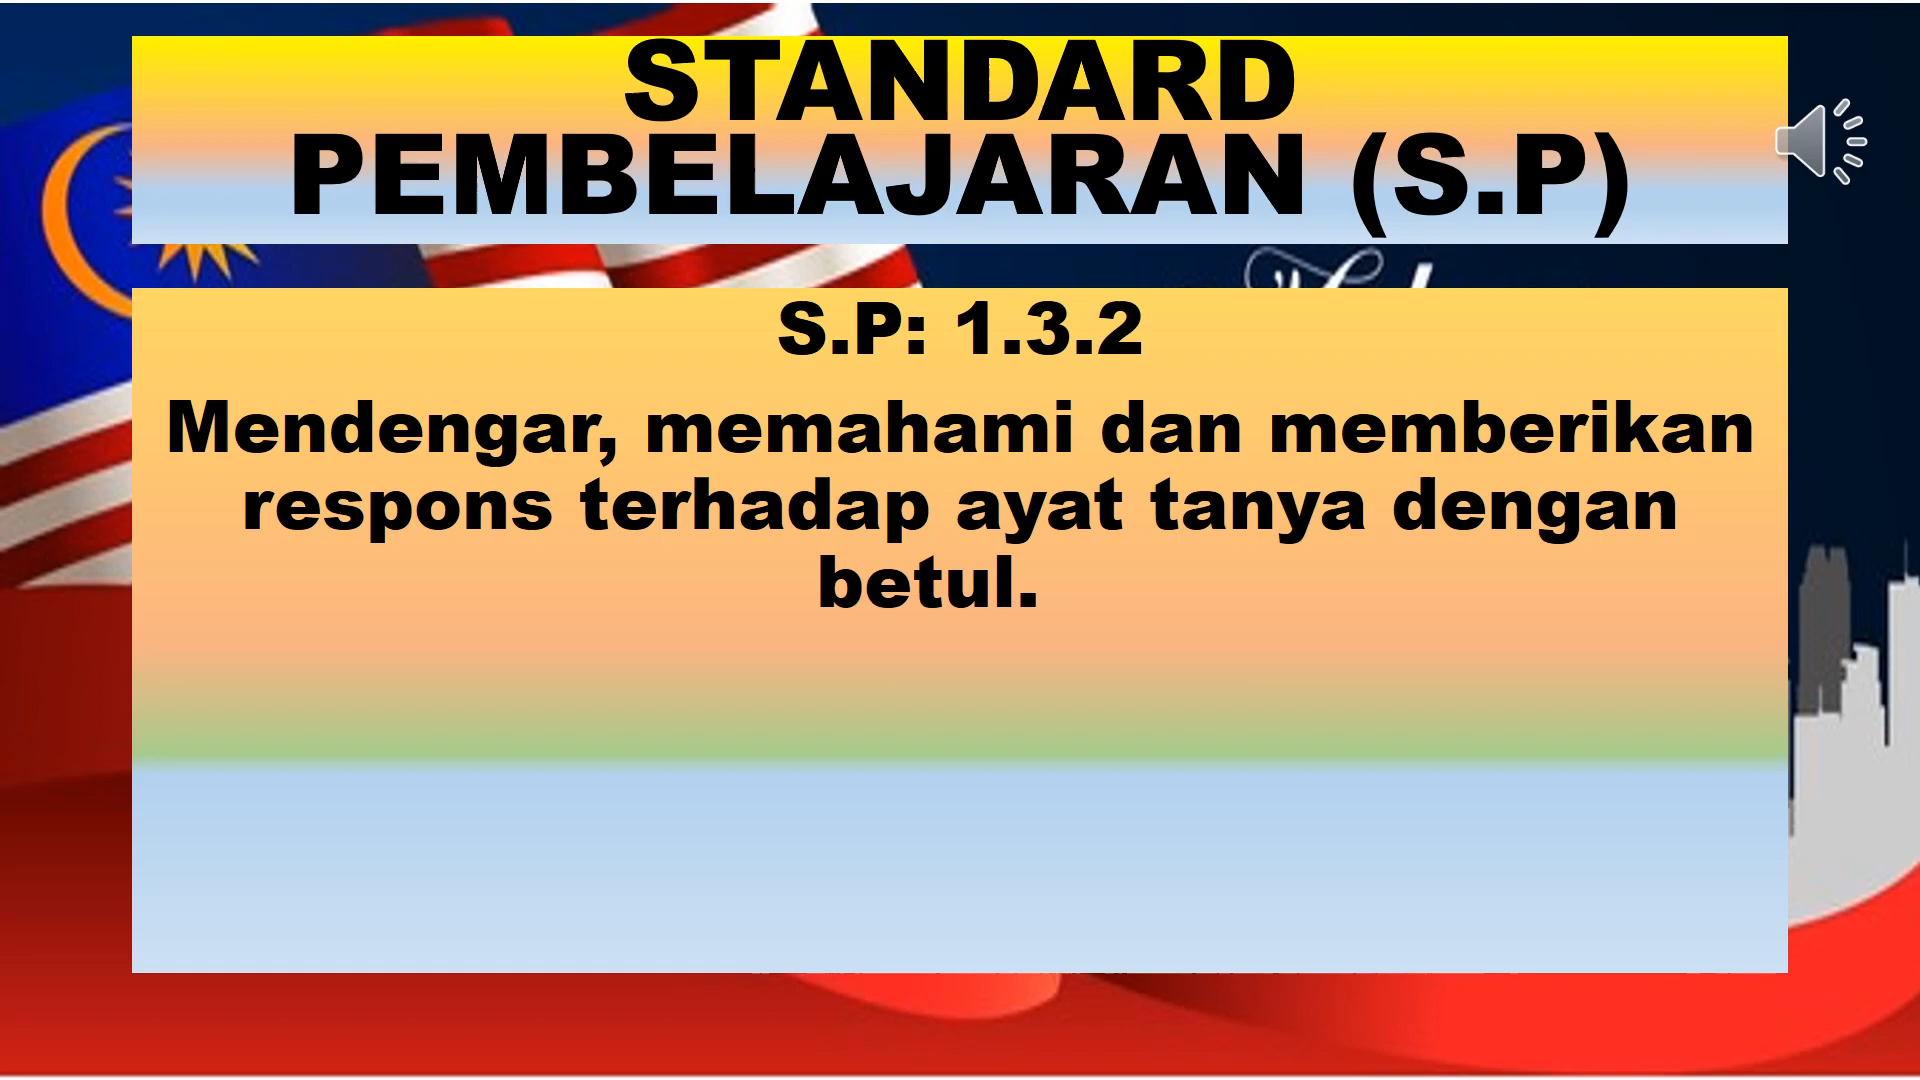 STANDARD
PEMBELAJARAN (S.P)
S.P: 1.3.2
Mendengar, memahami dan memberikan
respons terhadap ayat tanya dengan
betul.